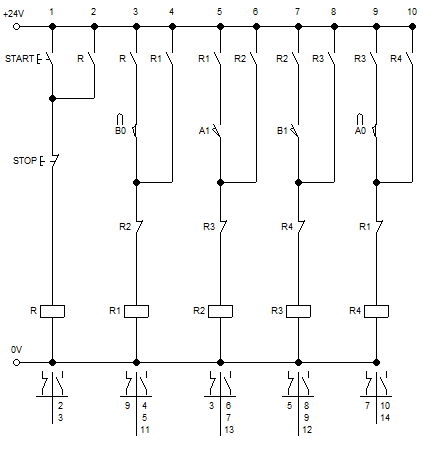 +24V 1 2 3 4 5 6 7 8 9 10
START R R R1 R1 R2 R2 R3 R3 R4
B0 A1 B1 A0
STOP
R2 R3 R4 R1
R R1 R2 R3 R4
0V
2 9 4 3 6 5 8 7 10
3 5 7 9 14
11 13 12